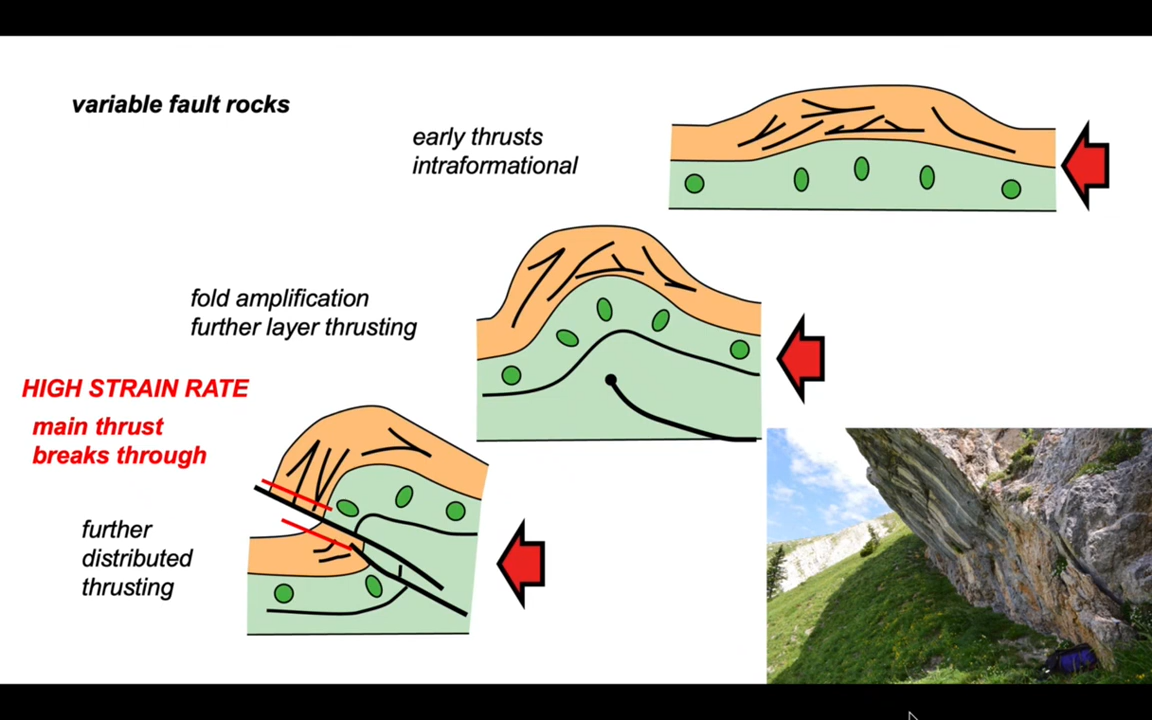 variable fault rocks
early thrusts
intraformational
fold amplification
further layer thrusting
HIGH STRAIN RATE
main thrust
breaks through
further
distributed
thrusting